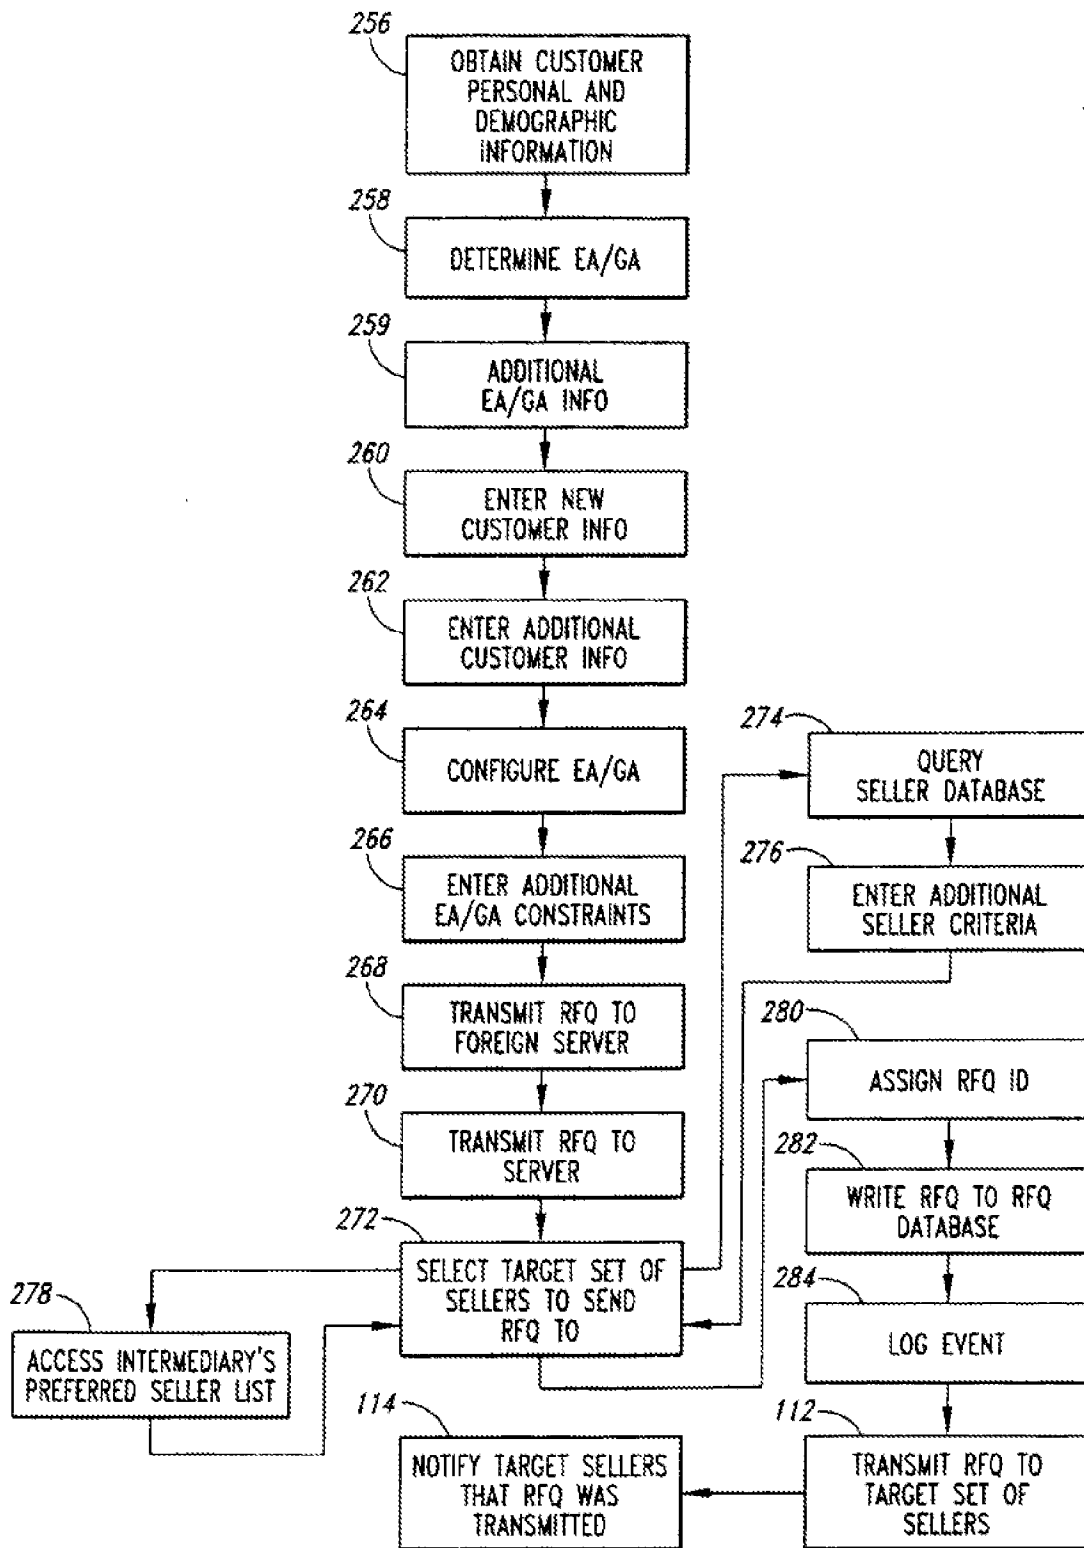 256
OBTAIN CUSTOMER
PERSONAL AND
DEMOGRAPHIC
INFORMATION
258
DETERMINE EA/GA
259
ADDITIONAL
EA/GA INFO
260
ENTER NEW
CUSTOMER INFO
262
ENTER ADDITIONAL
CUSTOMER INFO
264
CONFIGURE EA/GA
266
ENTER ADDITIONAL
EA/GA CONSTRAINTS
268
TRANSMIT RFQ TO
FOREIGN SERVER
270
TRANSMIT RFQ TO
SERVER
272
SELECT TARGET SET OF
SELLERS TO SEND
RFQ TO
274
QUERY
SELLER DATABASE
276
ENTER ADDITIONAL
SELLER CRITERIA
278
ACCESS INTERMEDIARY'S
PREFERRED SELLER LIST
280
ASSIGN RFQ ID
282
WRITE RFQ TO RFQ
DATABASE
284
LOG EVENT
112
TRANSMIT RFQ TO
TARGET SET OF
SELLERS
114
NOTIFY TARGET SELLERS
THAT RFQ WAS
TRANSMITTED